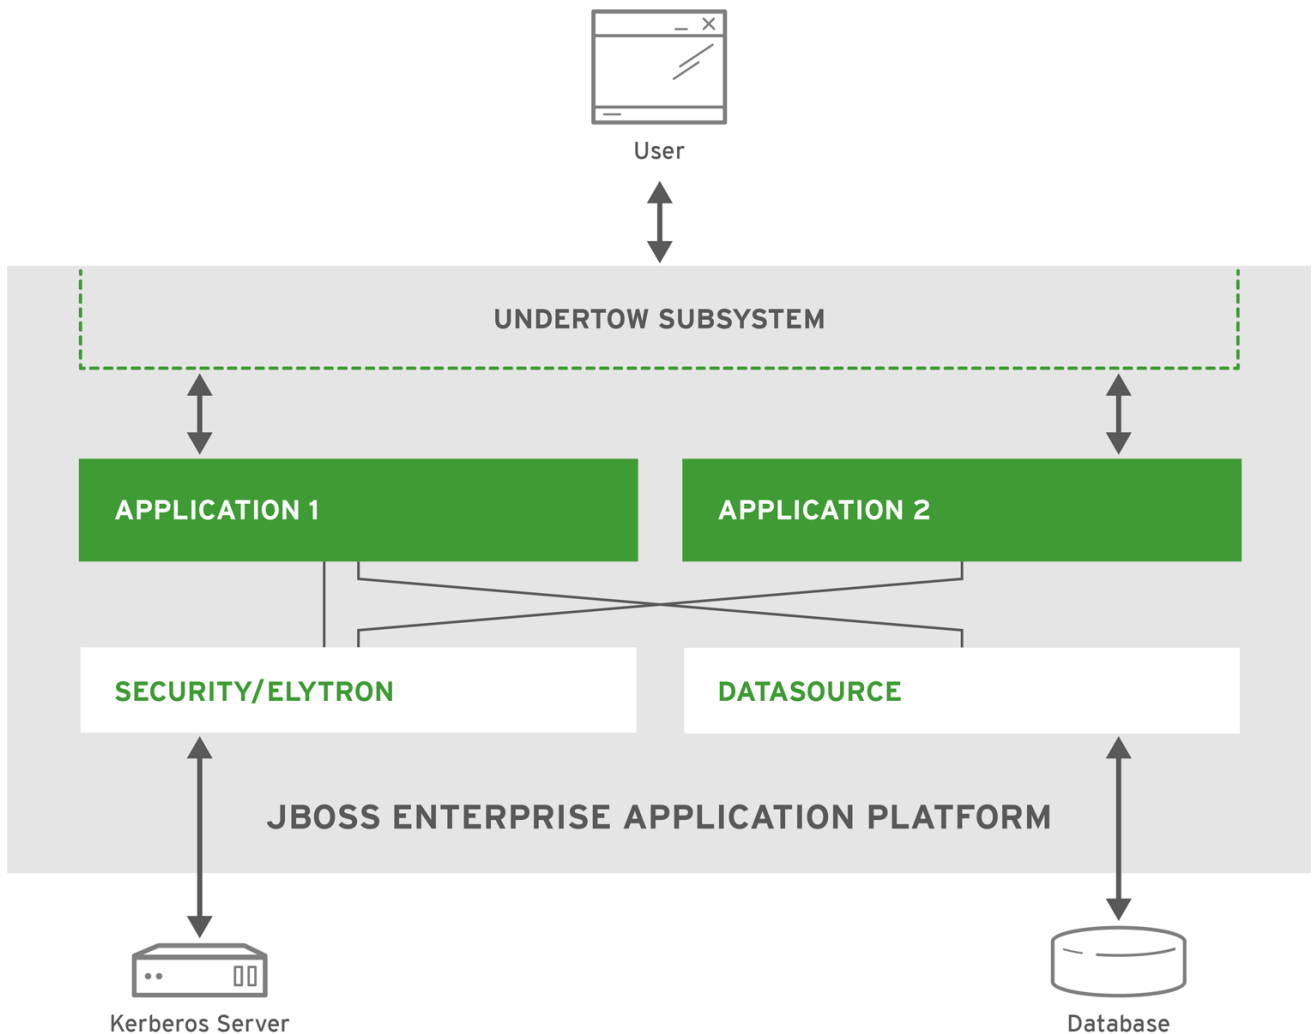 User
UNDERTOW SUBSYSTEM
APPLICATION 1
APPLICATION 2
SECURITY/ELYTRON
DATASOURCE
JBOSS ENTERPRISE APPLICATION PLATFORM
Kerberos Server
Database